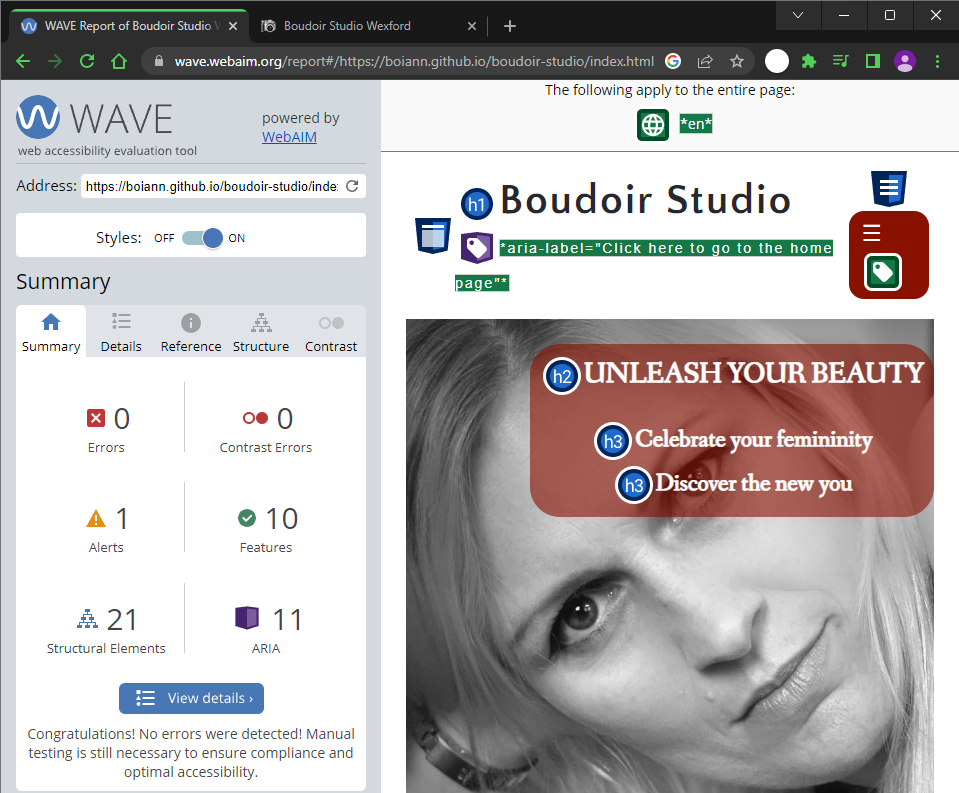 WAVE Report of Boudoir Studio W
Boudoir Studio Wexford
wave.webaim.org/report#/https://boiann.github.io/boudoir-studio/index.html
WAVE
web accessibility evaluation tool
powered by
WebAIM
Address: https://boiann.github.io/boudoir-studio/inde
Styles: OFF ON
Summary
Summary Details Reference Structure Contrast
0 0
Errors Contrast Errors
1 10
Alerts Features
21 11
Structural Elements ARIA
View details ›
Congratulations! No errors were detected! Manual
testing is still necessary to ensure compliance and
optimal accessibility.
The following apply to the entire page:
*en*
h1 Boudoir Studio
*aria-label="Click here to go to the home
page"*
h2 UNLEASH YOUR BEAUTY
h3 Celebrate your femininity
h3 Discover the new you